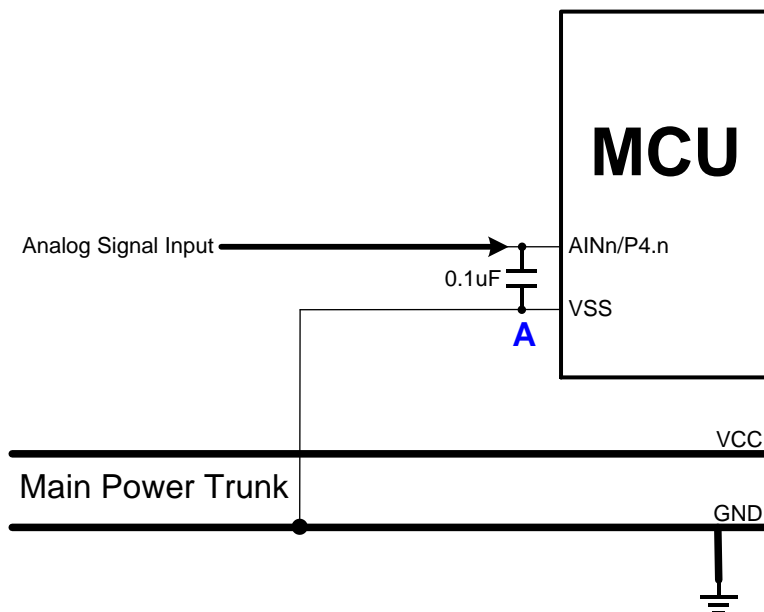 MCU
Analog Signal Input
AINn/P4.n
0.1uF
VSS
A
VCC
Main Power Trunk
GND